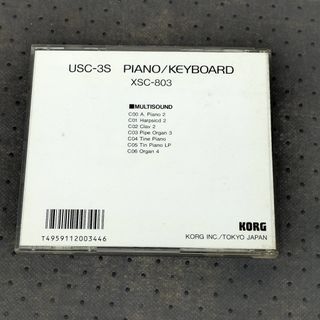 USC-3S PIANO/KEYBOARD
XSC-803
■MULTISOUND
C00 A. Piano 2
C01 Harpsicd 2
C02 Clav 2
C03 Pipe Organ 3
C04 Tine Piano
C05 Tin Piano LP
C06 Organ 4
T4959112003446
KORG
KORG INC./TOKYO JAPAN